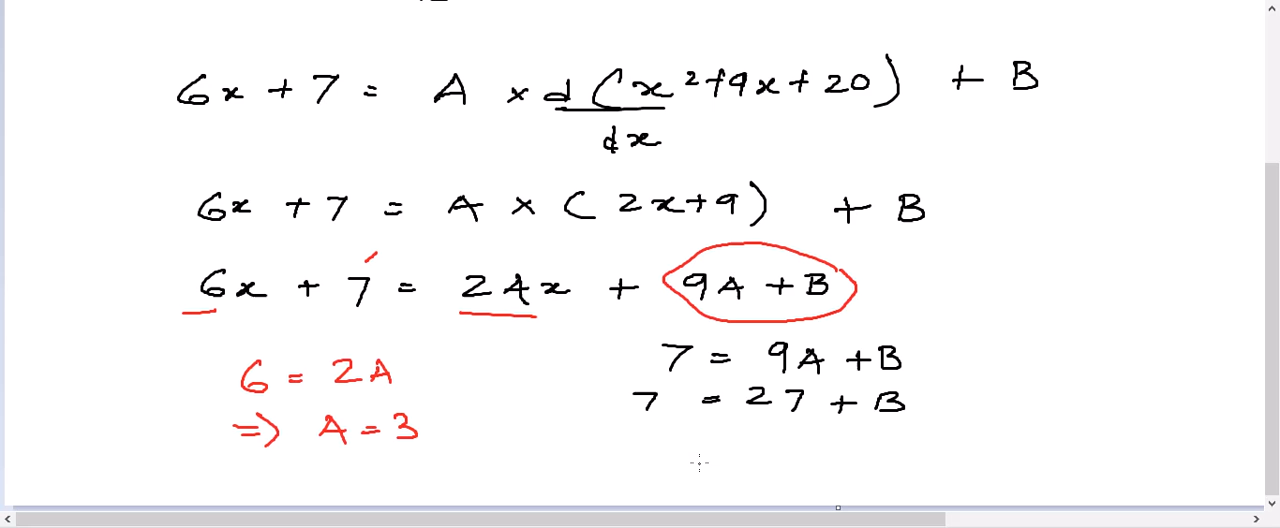 6x + 7 = A × d(x²+9x+20) + B
dx
6x + 7 = A × (2x+9) + B
6x + 7 = 2Ax + 9A + B
6 = 2A
⇒ A = 3
7 = 9A + B
7 = 27 + B